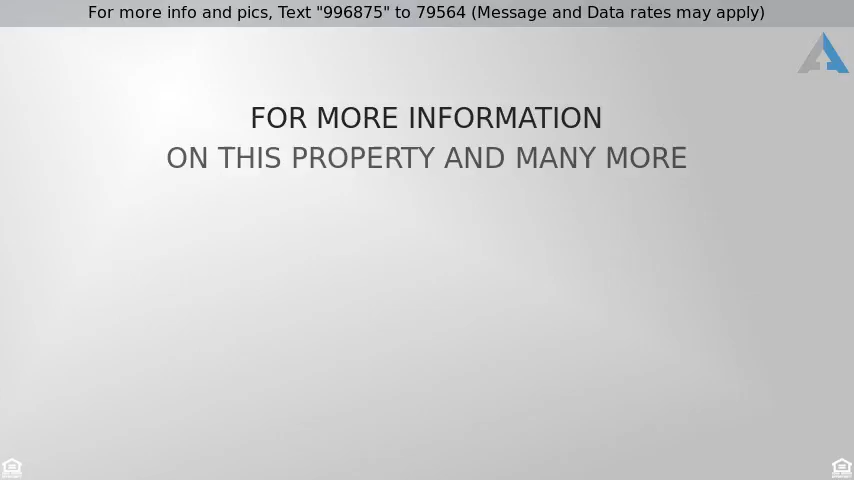 For more info and pics, Text "996875" to 79564 (Message and Data rates may apply)
FOR MORE INFORMATION
ON THIS PROPERTY AND MANY MORE